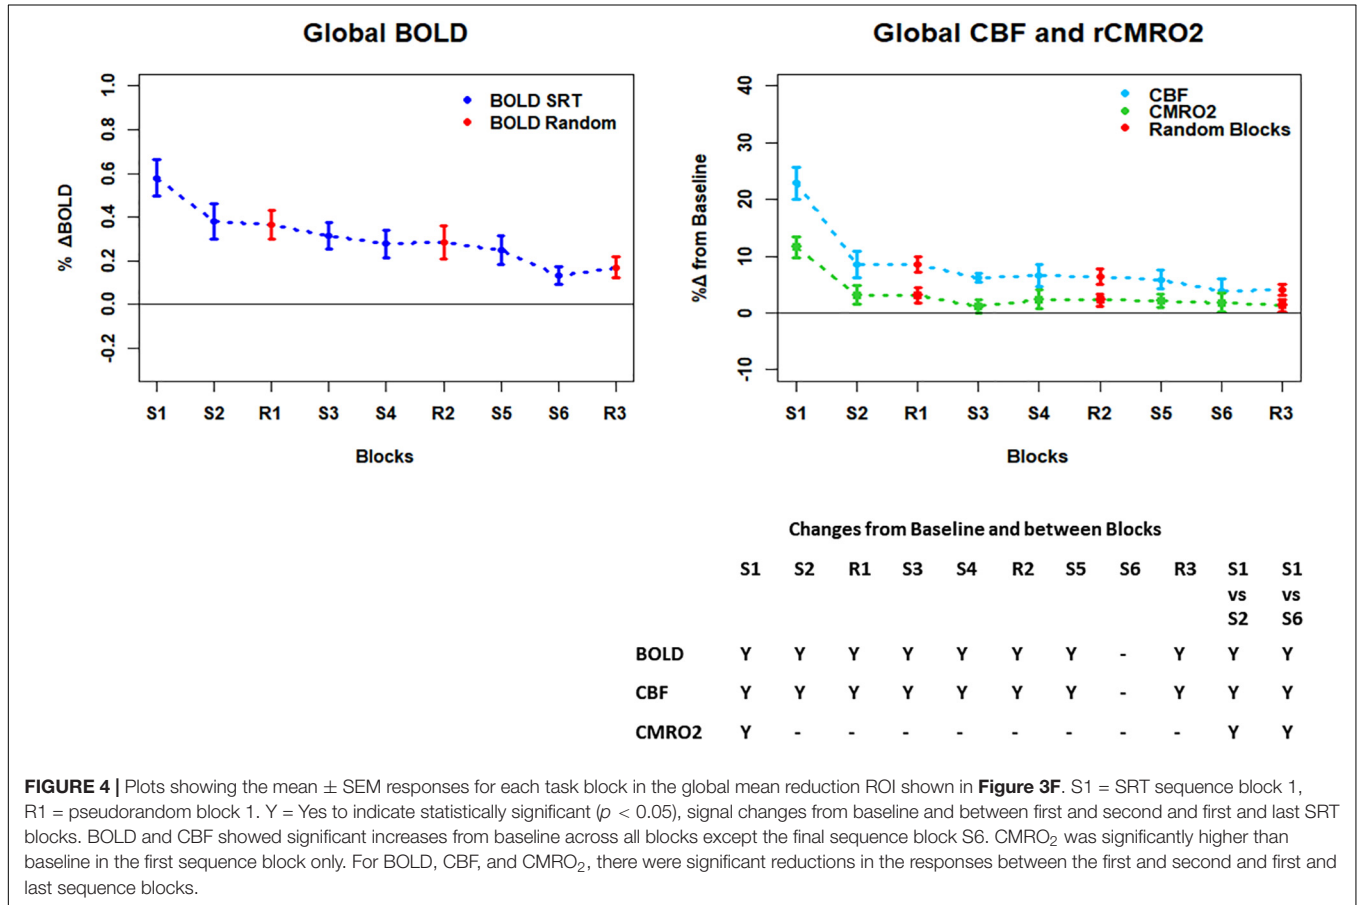 Global BOLD
% ΔBOLD
1.0
0.8
0.6
0.4
0.2
0.0
-0.2
BOLD SRT
BOLD Random
S1 S2 R1 S3 S4 R2 S5 S6 R3
Blocks
Global CBF and rCMRO2
%Δ from Baseline
40
30
20
10
0
-10
CBF
CMRO2
Random Blocks
S1 S2 R1 S3 S4 R2 S5 S6 R3
Blocks
Changes from Baseline and between Blocks
S1 S2 R1 S3 S4 R2 S5 S6 R3 S1 S1
vs vs
S2 S6
BOLD Y Y Y Y Y Y Y - Y Y Y
CBF Y Y Y Y Y Y Y - Y Y Y
CMRO2 Y - - - - - - - - Y Y
FIGURE 4 | Plots showing the mean ± SEM responses for each task block in the global mean reduction ROI shown in Figure 3F. S1 = SRT sequence block 1,
R1 = pseudorandom block 1. Y = Yes to indicate statistically significant (p < 0.05), signal changes from baseline and between first and second and first and last SRT
blocks. BOLD and CBF showed significant increases from baseline across all blocks except the final sequence block S6. CMRO₂ was significantly higher than
baseline in the first sequence block only. For BOLD, CBF, and CMRO₂, there were significant reductions in the responses between the first and second and first and
last sequence blocks.